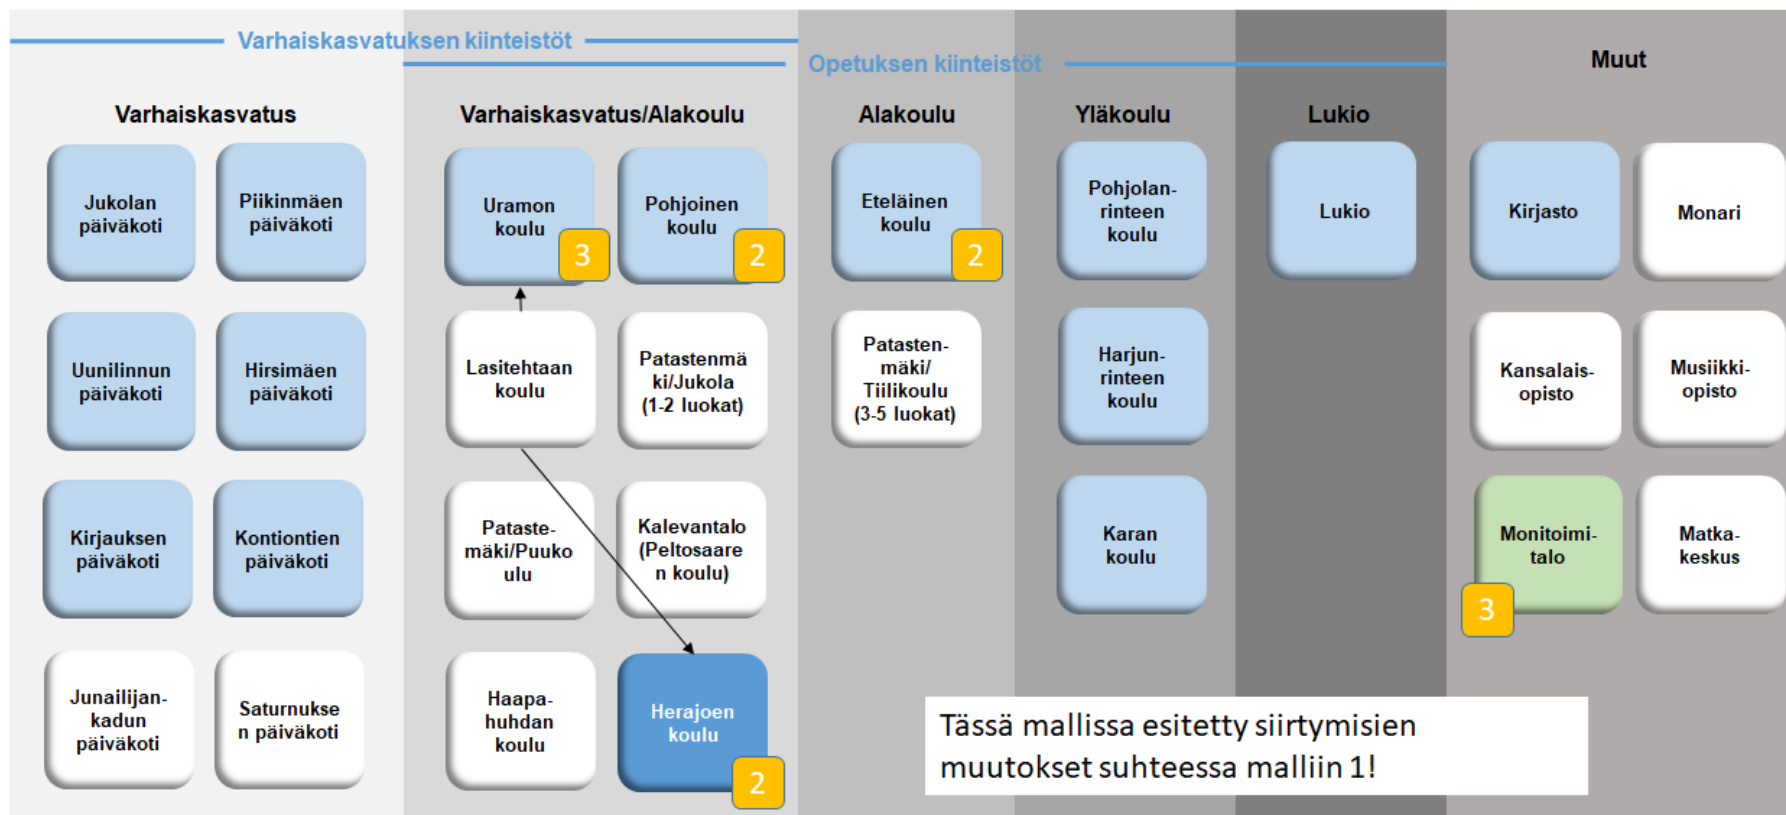 Varhaiskasvatuksen kiinteistöt
Opetuksen kiinteistöt
Muut
Varhaiskasvatus
Varhaiskasvatus/Alakoulu
Alakoulu
Yläkoulu
Lukio
Jukolan
päiväkoti
Piikinmäen
päiväkoti
Uramon
koulu
3
Pohjoinen
koulu
2
Eteläinen
koulu
2
Pohjolan-
rinteen
koulu
Lukio
Kirjasto
Monari
Uunilinnun
päiväkoti
Hirsimäen
päiväkoti
Lasitehtaan
koulu
Patastenmä
ki/Jukola
(1-2 luokat)
Patasten-
mäki/
Tiilikoulu
(3-5 luokat)
Harjun-
rinteen
koulu
Kansalais-
opisto
Musiikki-
opisto
Kirjauksen
päiväkoti
Kontiontien
päiväkoti
Pataste-
mäki/Puuko
ulu
Kalevantalo
(Peltosaare
n koulu)
Karan
koulu
Monitoimi-
talo
3
Matka-
keskus
Junailijan-
kadun
päiväkoti
Saturnukse
n päiväkoti
Haapa-
huhdan
koulu
Herajoen
koulu
2
Tässä mallissa esitetty siirtymisien
muutokset suhteessa malliin 1!